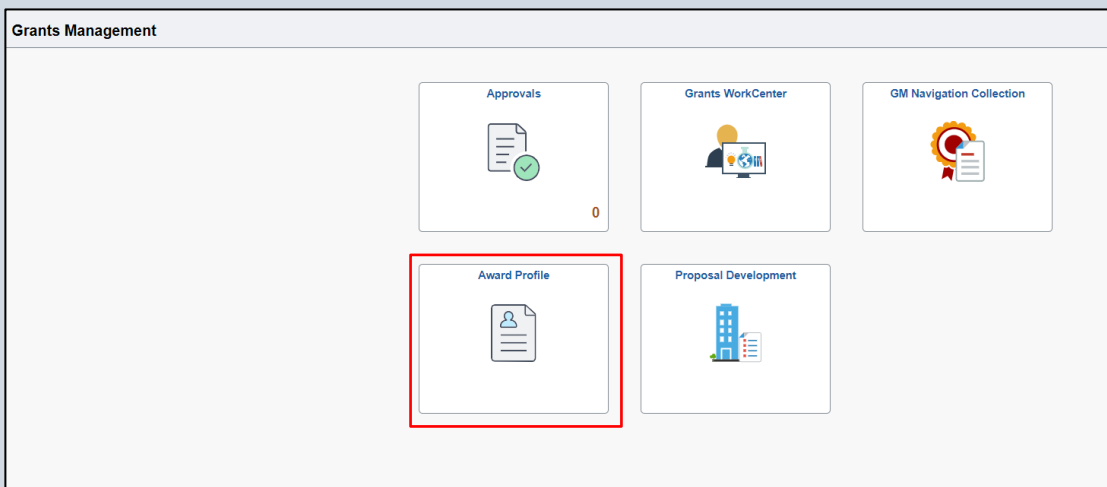 Grants Management
Approvals
0
Grants WorkCenter
GM Navigation Collection
Award Profile
Proposal Development